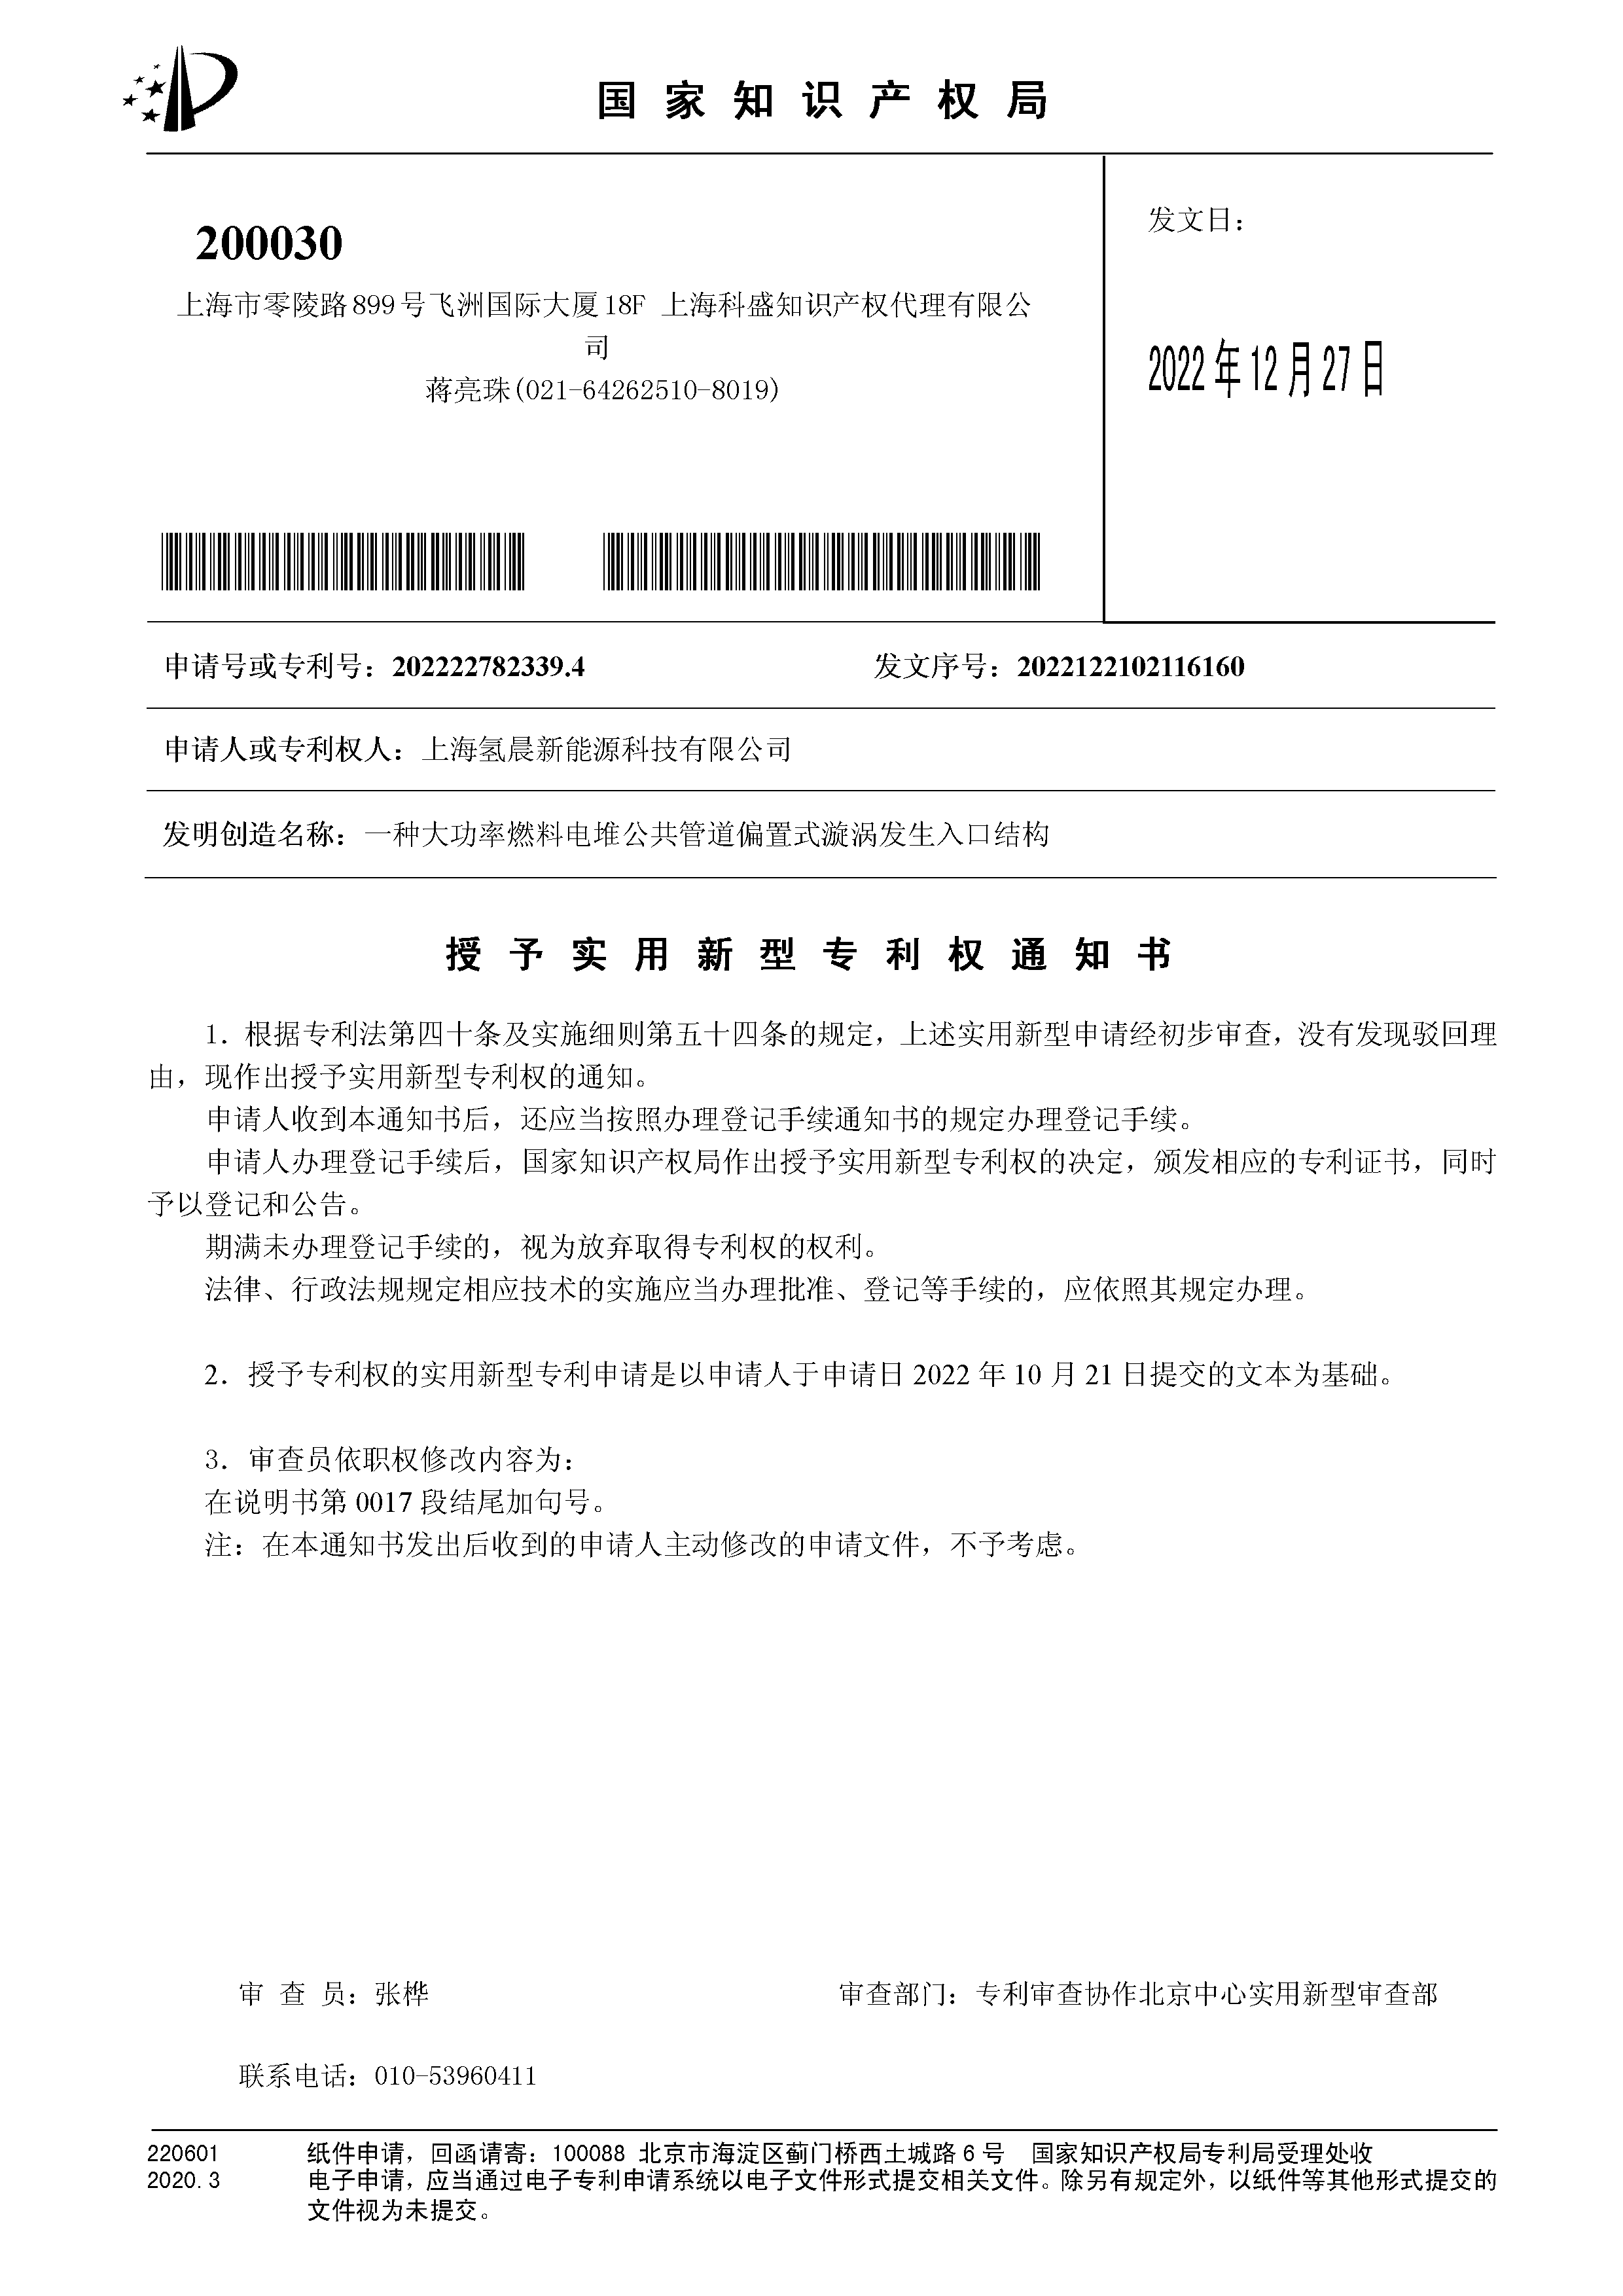 国家知识产权局
200030
上海市零陵路899号飞洲国际大厦18F 上海科盛知识产权代理有限公
司
蒋亮珠(021-64262510-8019)
发文日：
2022年12月27日
申请号或专利号：202222782339.4 发文序号：2022122102116160
申请人或专利权人：上海氢晨新能源科技有限公司
发明创造名称：一种大功率燃料电堆公共管道偏置式漩涡发生入口结构
授予实用新型专利权通知书
1．根据专利法第四十条及实施细则第五十四条的规定，上述实用新型申请经初步审查，没有发现驳回理
由，现作出授予实用新型专利权的通知。
申请人收到本通知书后，还应当按照办理登记手续通知书的规定办理登记手续。
申请人办理登记手续后，国家知识产权局作出授予实用新型专利权的决定，颁发相应的专利证书，同时
予以登记和公告。
期满未办理登记手续的，视为放弃取得专利权的权利。
法律、行政法规规定相应技术的实施应当办理批准、登记等手续的，应依照其规定办理。
2．授予专利权的实用新型专利申请是以申请人于申请日2022年10月21日提交的文本为基础。
3．审查员依职权修改内容为：
在说明书第0017段结尾加句号。
注：在本通知书发出后收到的申请人主动修改的申请文件，不予考虑。
审 查 员：张桦 审查部门：专利审查协作北京中心实用新型审查部
联系电话：010-53960411
220601 纸件申请，回函请寄：100088 北京市海淀区蓟门桥西土城路6号 国家知识产权局专利局受理处收
2020.3 电子申请，应当通过电子专利申请系统以电子文件形式提交相关文件。除另有规定外，以纸件等其他形式提交的
文件视为未提交。